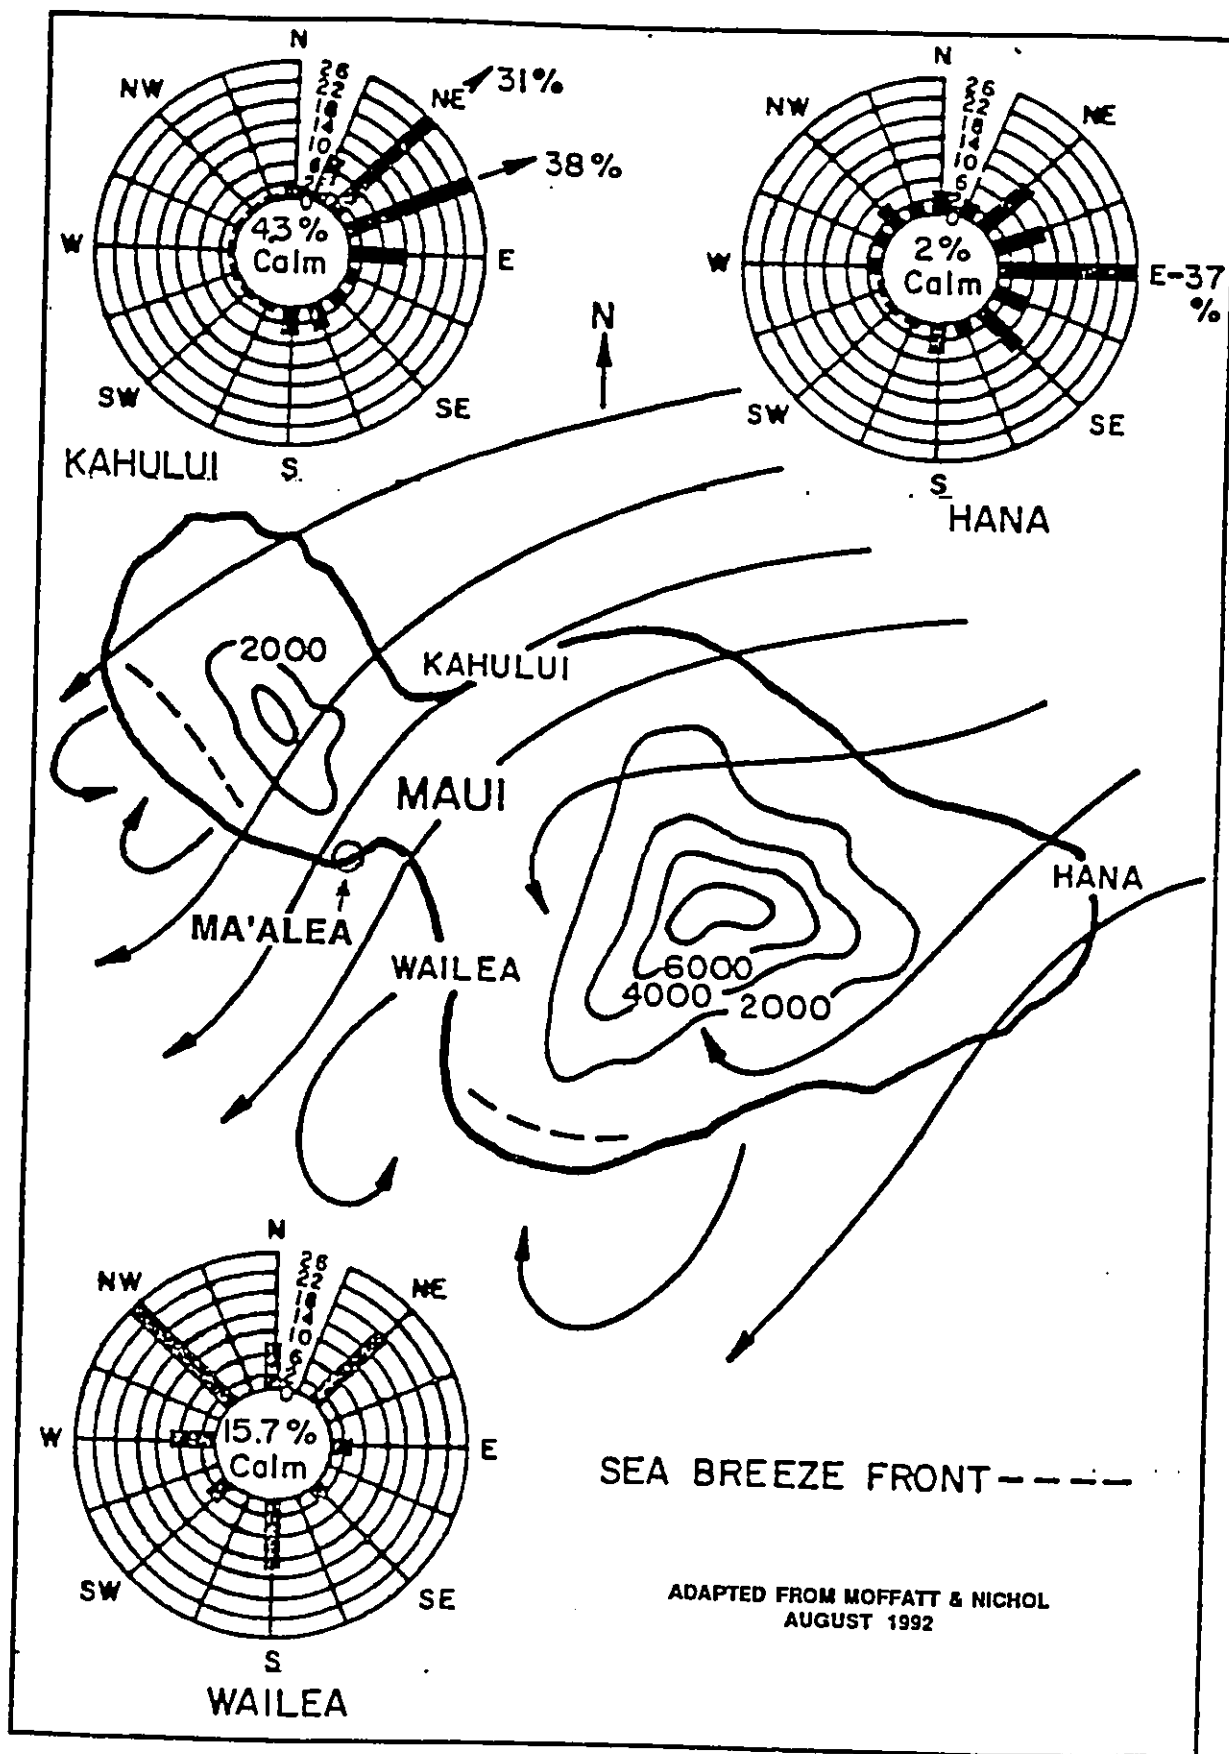 N
NW
NE
31%
26
22
18
14
10
6
2
0
38%
43%
Calm
W
E
SW
SE
S
KAHULUI
N
NW
NE
26
22
18
14
10
6
2
0
2%
Calm
W
E-37
%
SW
SE
S
HANA
N
2000
KAHULUI
MAUI
HANA
MA'ALEA
WAILEA
6000
4000
2000
N
NW
NE
26
22
18
14
10
6
2
0
15.7%
Calm
W
E
SW
SE
S
WAILEA
SEA BREEZE FRONT
ADAPTED FROM MOFFATT & NICHOL
AUGUST 1992